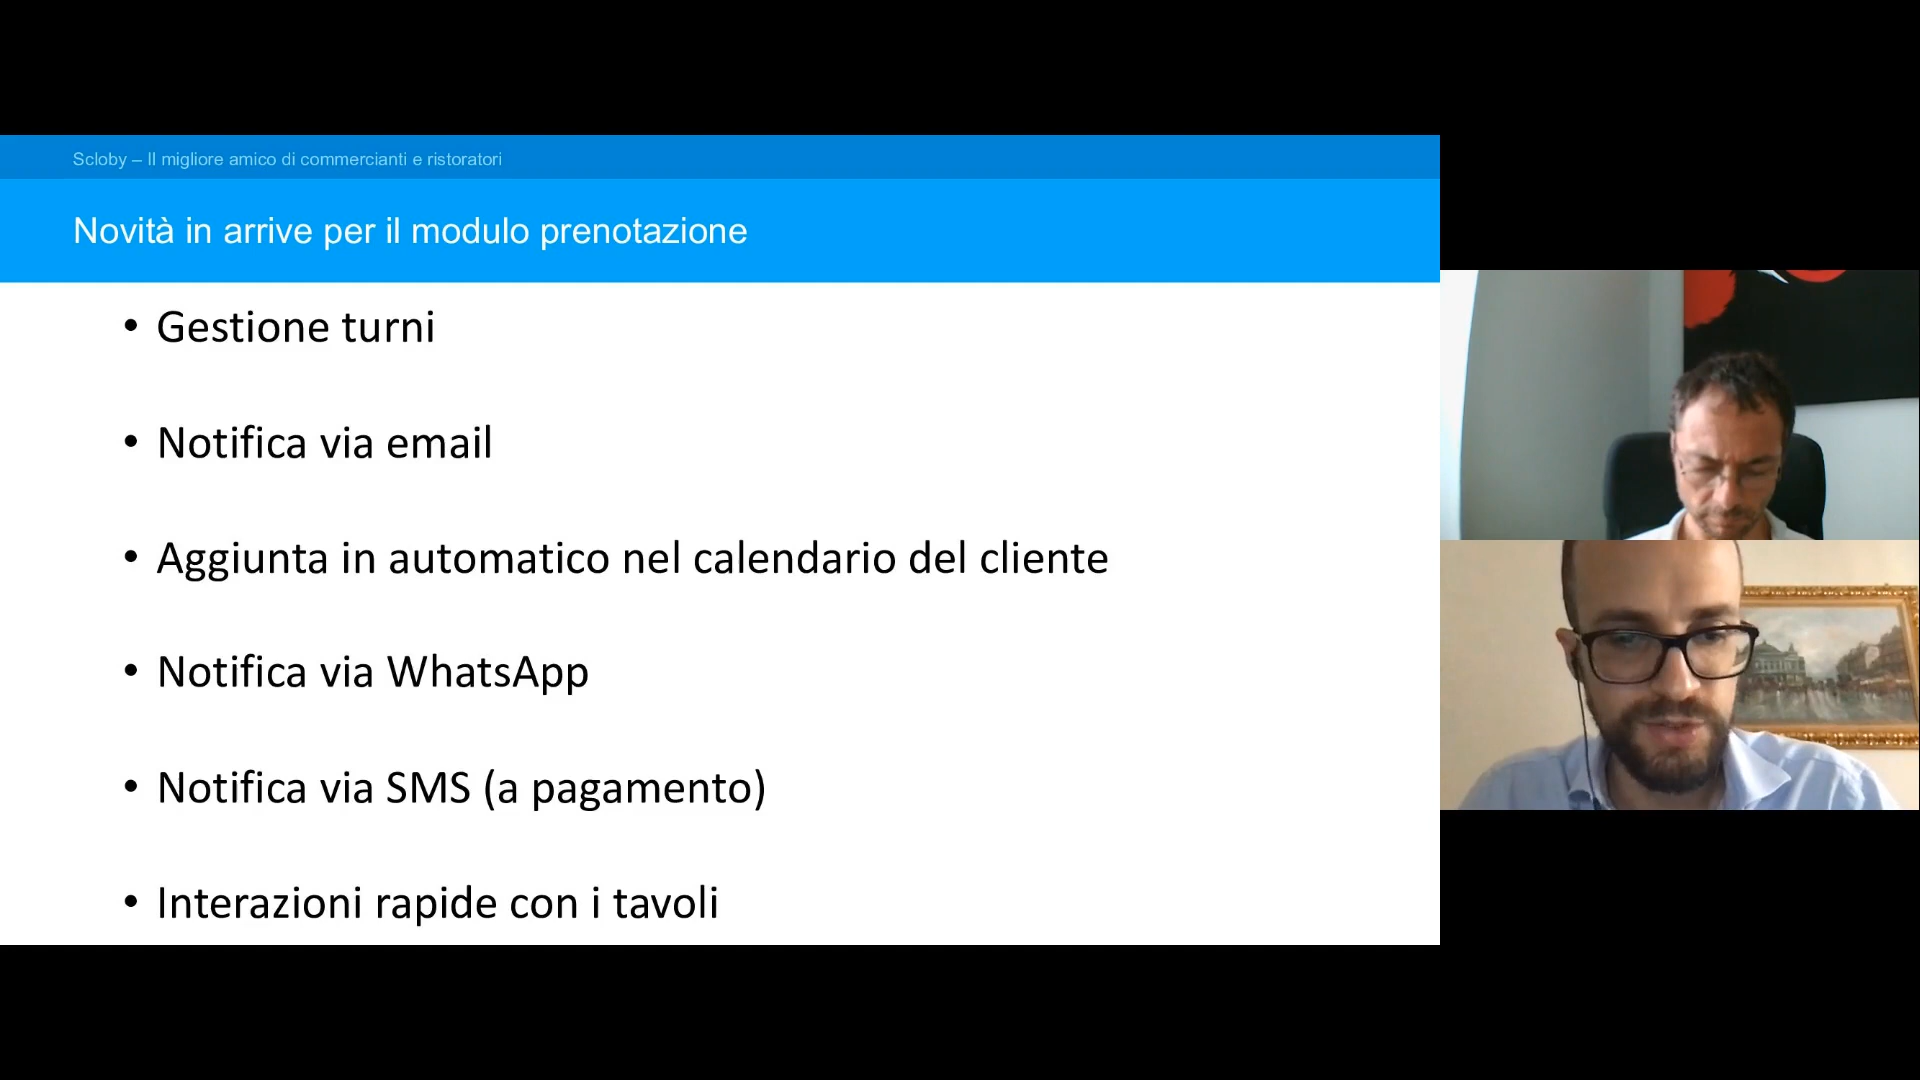 Scloby – Il migliore amico di commercianti e ristoratori
Novità in arrive per il modulo prenotazione
• Gestione turni
• Notifica via email
• Aggiunta in automatico nel calendario del cliente
• Notifica via WhatsApp
• Notifica via SMS (a pagamento)
• Interazioni rapide con i tavoli